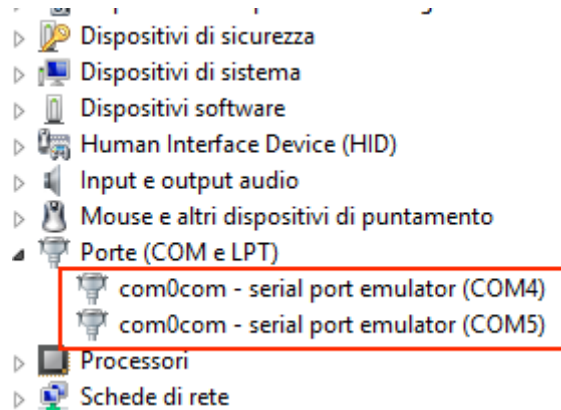 Dispositivi di sicurezza
Dispositivi di sistema
Dispositivi software
Human Interface Device (HID)
Input e output audio
Mouse e altri dispositivi di puntamento
Porte (COM e LPT)
com0com - serial port emulator (COM4)
com0com - serial port emulator (COM5)
Processori
Schede di rete